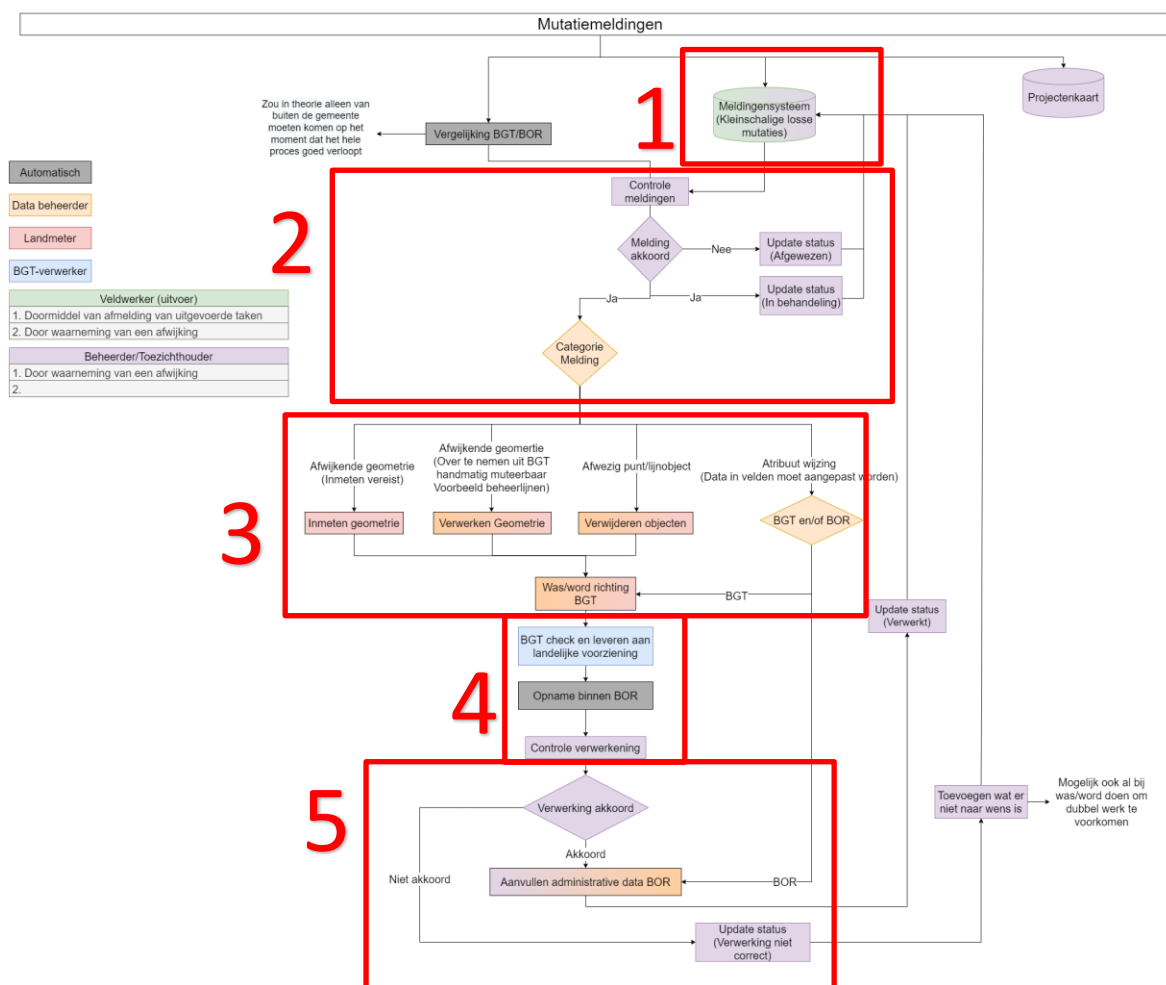 Mutatiemeldingen
1
Meldingensysteem
(Kleinschalige losse
mutaties)
Projectenkaart
Zou in theorie alleen van
buiten de gemeente
moeten komen op het
moment dat het hele
proces goed verloopt
Vergelijking BGT/BOR
Automatisch
Data beheerder
Landmeter
BGT-verwerker
Veldwerker (uitvoer)
1. Doormiddel van afmelding van uitgevoerde taken
2. Door waarneming van een afwijking
Beheerder/Toezichthouder
1. Door waarneming van een afwijking
2.
2
Controle
meldingen
Melding
akkoord
Nee
Update status
(Afgewezen)
Ja
Ja
Update status
(In behandeling)
Categorie
Melding
3
Afwijkende geometrie
(Inmeten vereist)
Afwijkende geomertie
(Over te nemen uit BGT
handmatig muteerbaar
Voorbeeld beheerlijnen)
Afwezig punt/lijnobject
Atribuut wijzing
(Data in velden moet aangepast worden)
Inmeten geometrie
Verwerken Geometrie
Verwijderen objecten
BGT en/of BOR
Was/word richting
BGT
BGT
Update status
(Verwerkt)
4
BGT check en leveren aan
landelijke voorziening
Opname binnen BOR
Controle verwerkening
5
Verwerking akkoord
Toevoegen wat er
niet naar wens is
Mogelijk ook al bij
was/word doen om
dubbel werk te
voorkomen
Akkoord
Niet akkoord
Aanvullen administrative data BOR
BOR
Update status
(Verwerking niet
correct)